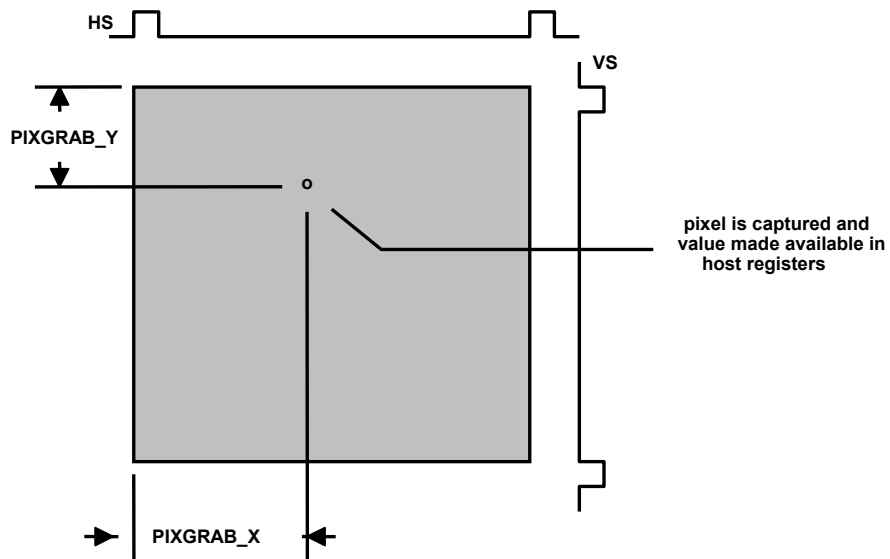 HS
VS
PIXGRAB_Y
o
pixel is captured and
value made available in
host registers
PIXGRAB_X